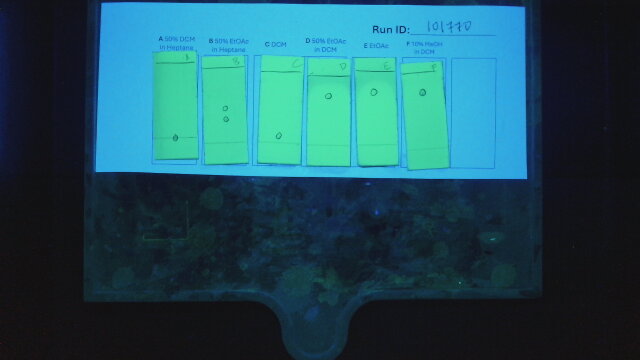 Run ID: 101770
A 50% DCM in Heptane
B 50% EtOAc in Heptane
C DCM
D 50% EtOAc in DCM
E EtOAc
F 10% MeOH in DCM
A
B
C
D
E
F